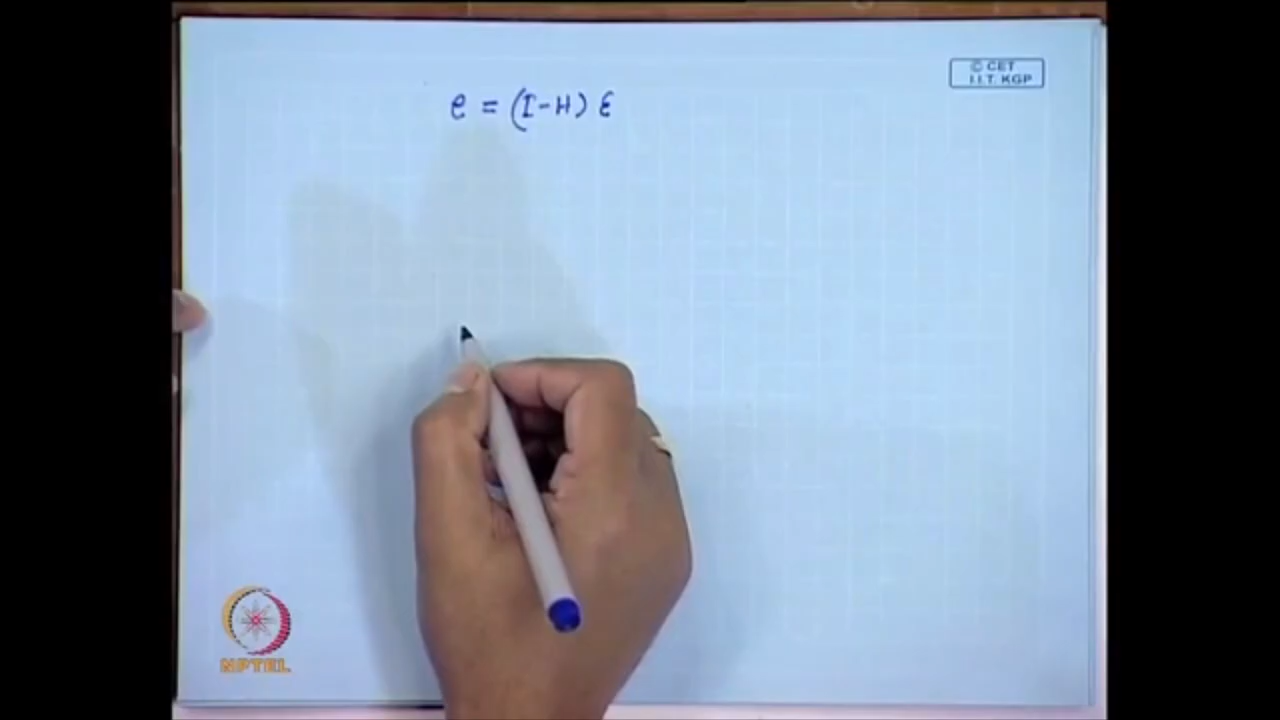 © CET
I.I.T. KGP
e = (I-H) ε
NPTEL